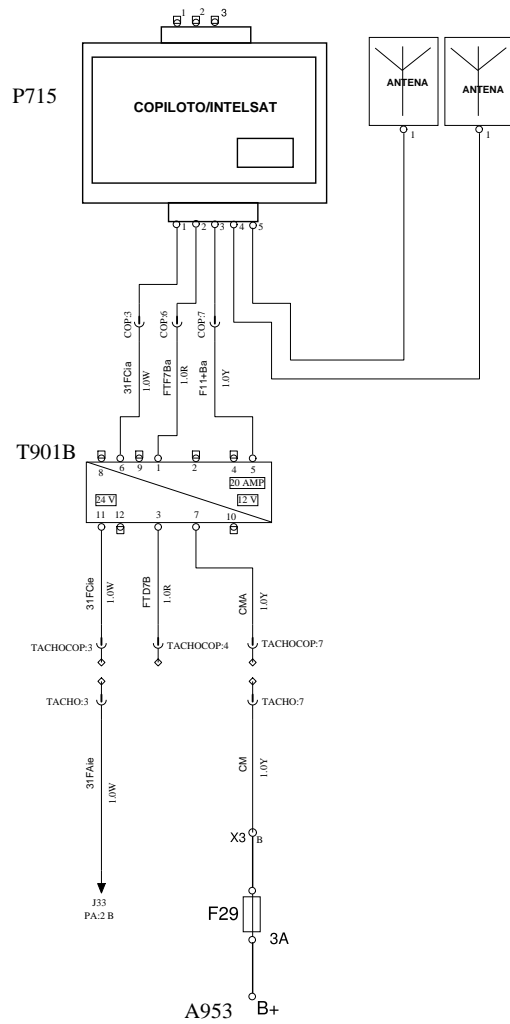 1 2 3
P715
COPILOTO/INTELSAT
ANTENA
ANTENA
1
1
1 2 3 4 5
COP:3
COP:6
COP:7
31FCia
1.0W
FTF7Ba
1.0R
F11+Ba
1.0Y
T901B
8 6 9 1 2 4 5
20 AMP
24 V
12 V
11 12 3 7 10
31FCie
1.0W
FTD7B
1.0R
CMA
1.0Y
TACHOCOP:3
TACHOCOP:4
TACHOCOP:7
TACHO:3
TACHO:7
31FAie
1.0W
CM
1.0Y
X3 B
J33
PA:2 B
F29
3A
A953 B+